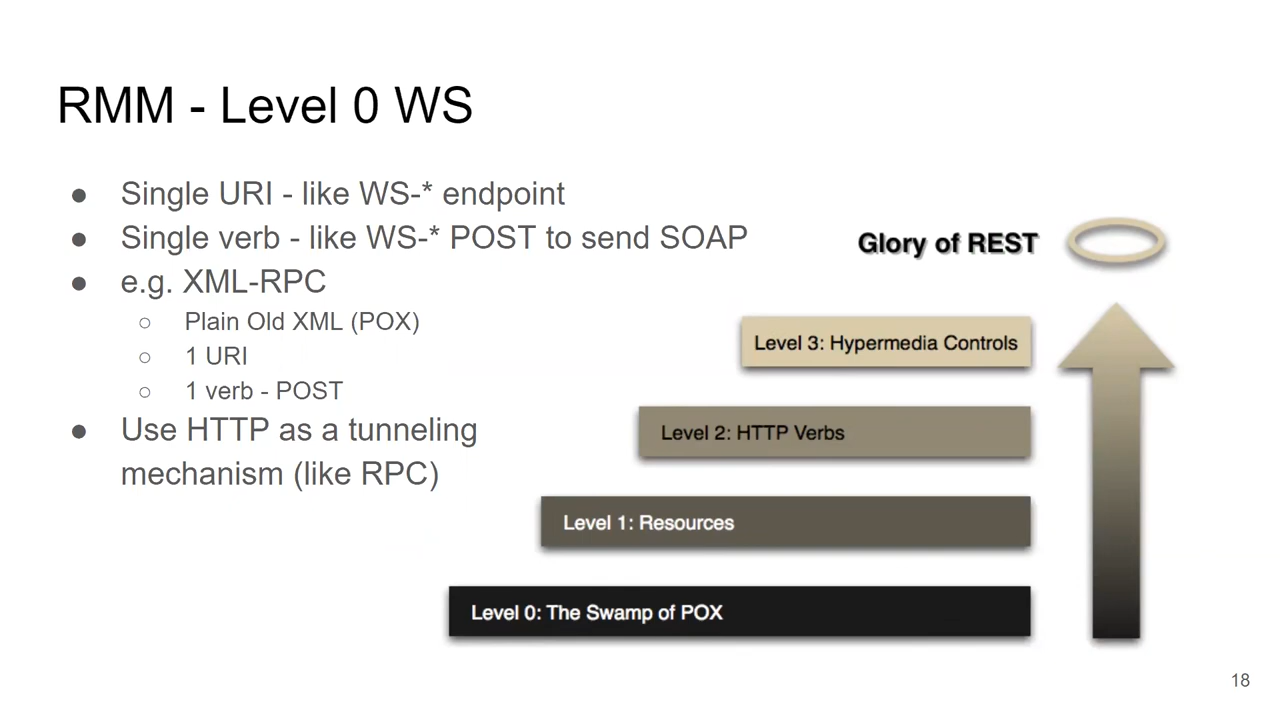 RMM - Level 0 WS
● Single URI - like WS-* endpoint
● Single verb - like WS-* POST to send SOAP
● e.g. XML-RPC
○ Plain Old XML (POX)
○ 1 URI
○ 1 verb - POST
● Use HTTP as a tunneling
mechanism (like RPC)
Glory of REST
Level 3: Hypermedia Controls
Level 2: HTTP Verbs
Level 1: Resources
Level 0: The Swamp of POX
18